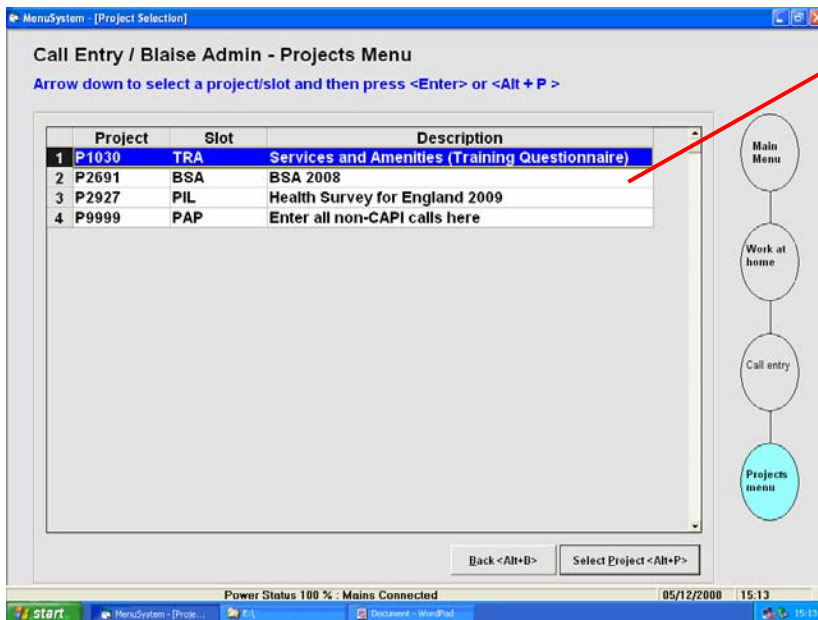 MenuSystem - [Project Selection]
Call Entry / Blaise Admin - Projects Menu
Arrow down to select a project/slot and then press <Enter> or <Alt + P >
Project Slot Description
1 P1030 TRA Services and Amenities (Training Questionnaire)
2 P2691 BSA BSA 2008
3 P2927 PIL Health Survey for England 2009
4 P9999 PAP Enter all non-CAPI calls here
Main
Menu
Work at
home
Call entry
Projects
menu
Back <Alt+B> Select Project <Alt+P>
Power Status 100 % : Mains Connected 05/12/2008 15:13
start MenuSystem - [Proje... E:\ Document - WordPad 15:13